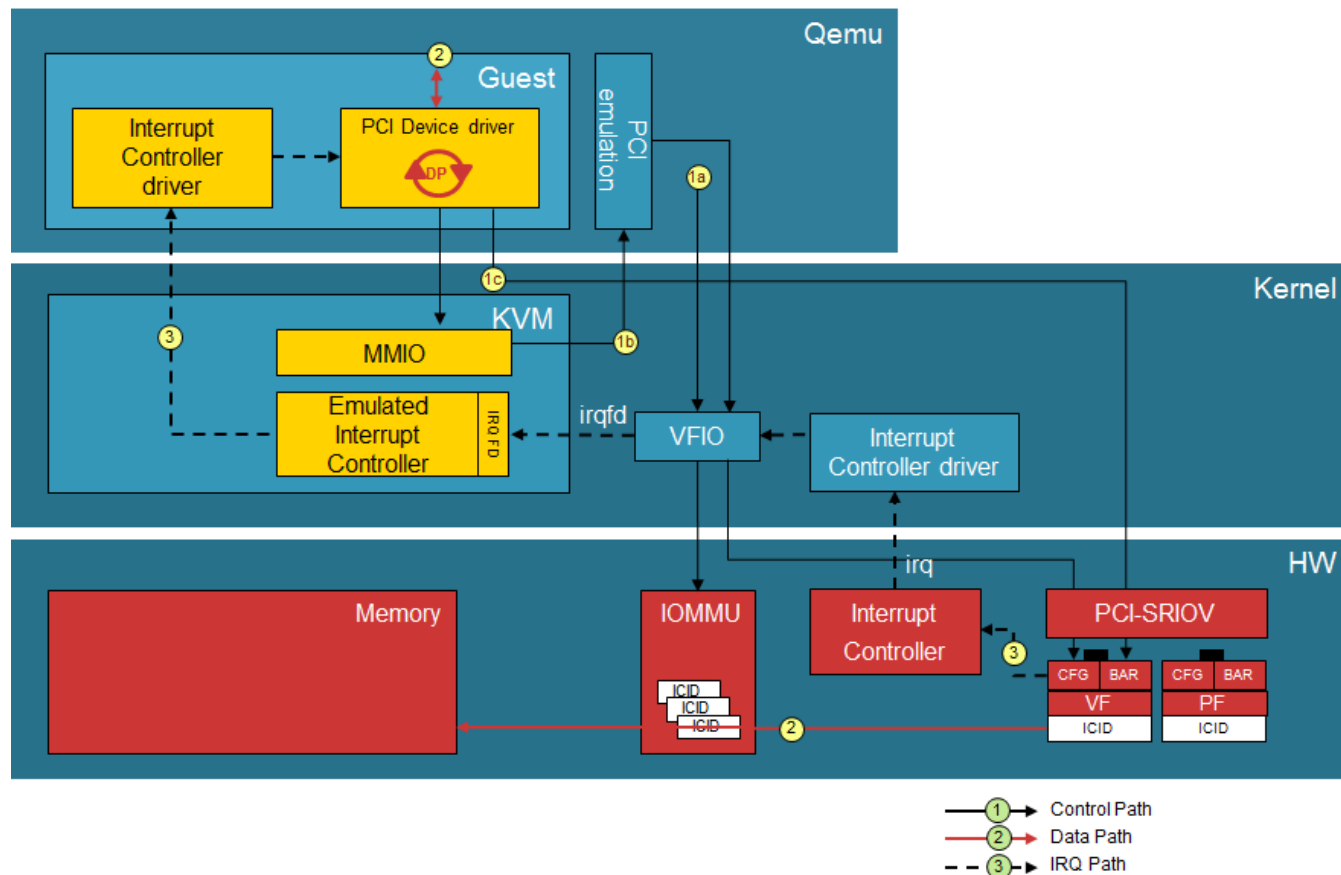 Qemu
2
Guest
PCI
emulation
Interrupt
Controller
driver
PCI Device driver
DP
1a
1c
Kernel
KVM
3
MMIO
1b
Emulated
Interrupt
Controller
IRQ FD
irqfd
VFIO
Interrupt
Controller driver
HW
irq
Memory
IOMMU
Interrupt
Controller
PCI-SRIOV
3
CFG
BAR
CFG
BAR
VF
PF
ICID
ICID
ICID
ICID
ICID
2
1
Control Path
2
Data Path
3
IRQ Path